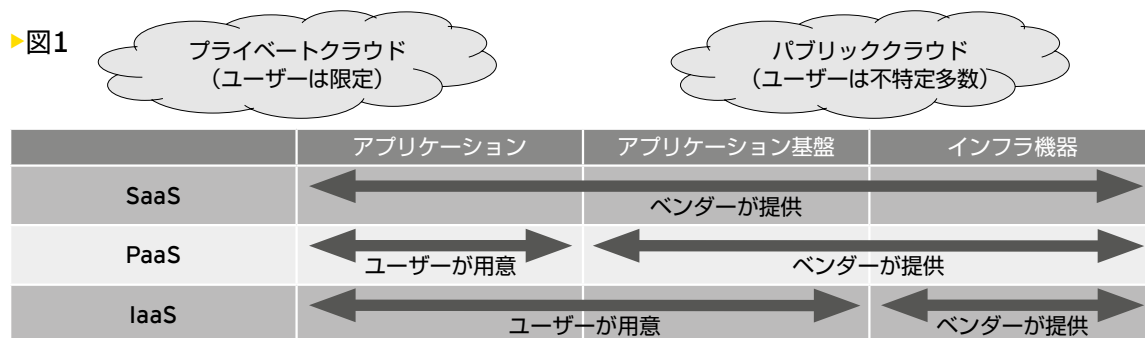 ▶図1
プライベートクラウド
（ユーザーは限定）
パブリッククラウド
（ユーザーは不特定多数）
アプリケーション アプリケーション基盤 インフラ機器
SaaS ベンダーが提供
PaaS ユーザーが用意 ベンダーが提供
IaaS ユーザーが用意 ベンダーが提供